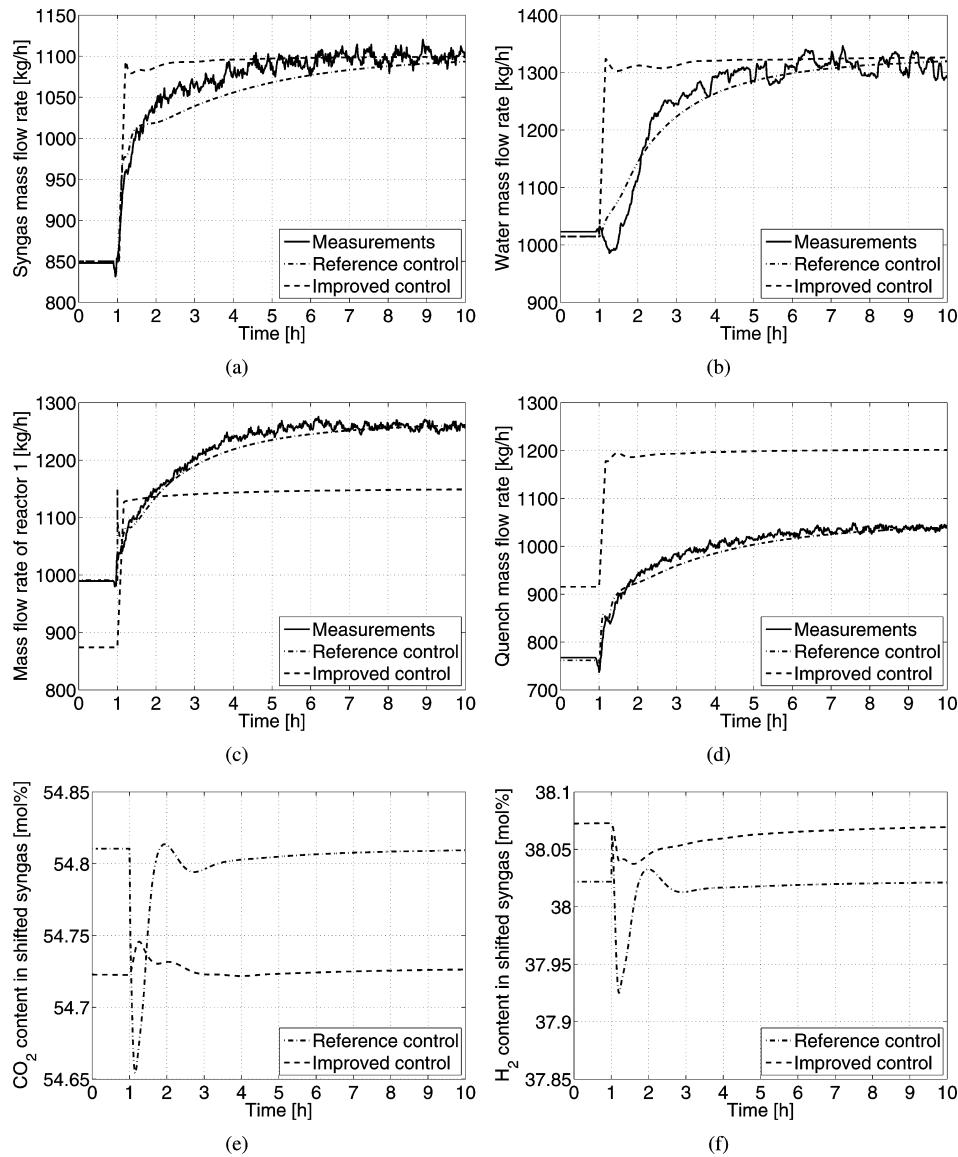 1150
1100
1050
1000
950
900
850
800
Syngas mass flow rate [kg/h]
Measurements
Reference control
Improved control
0 1 2 3 4 5 6 7 8 9 10
Time [h]
(a)
1400
1300
1200
1100
1000
900
Water mass flow rate [kg/h]
Measurements
Reference control
Improved control
0 1 2 3 4 5 6 7 8 9 10
Time [h]
(b)
1300
1200
1100
1000
900
800
Mass flow rate of reactor 1 [kg/h]
Measurements
Reference control
Improved control
0 1 2 3 4 5 6 7 8 9 10
Time [h]
(c)
1300
1200
1100
1000
900
800
700
Quench mass flow rate [kg/h]
Measurements
Reference control
Improved control
0 1 2 3 4 5 6 7 8 9 10
Time [h]
(d)
54.85
54.8
54.75
54.7
54.65
CO2 content in shifted syngas [mol%]
Reference control
Improved control
0 1 2 3 4 5 6 7 8 9 10
Time [h]
(e)
38.1
38.05
38
37.95
37.9
37.85
H2 content in shifted syngas [mol%]
Reference control
Improved control
0 1 2 3 4 5 6 7 8 9 10
Time [h]
(f)